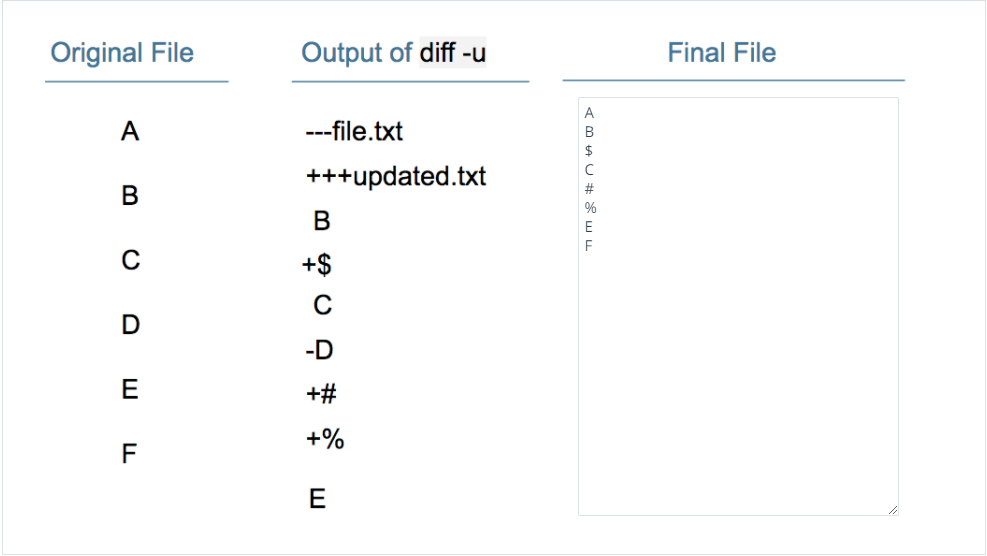 Original File
A
B
C
D
E
F
Output of diff -u
---file.txt
+++updated.txt
B
+$
C
-D
+#
+%
E
Final File
A
B
$
C
#
%
E
F